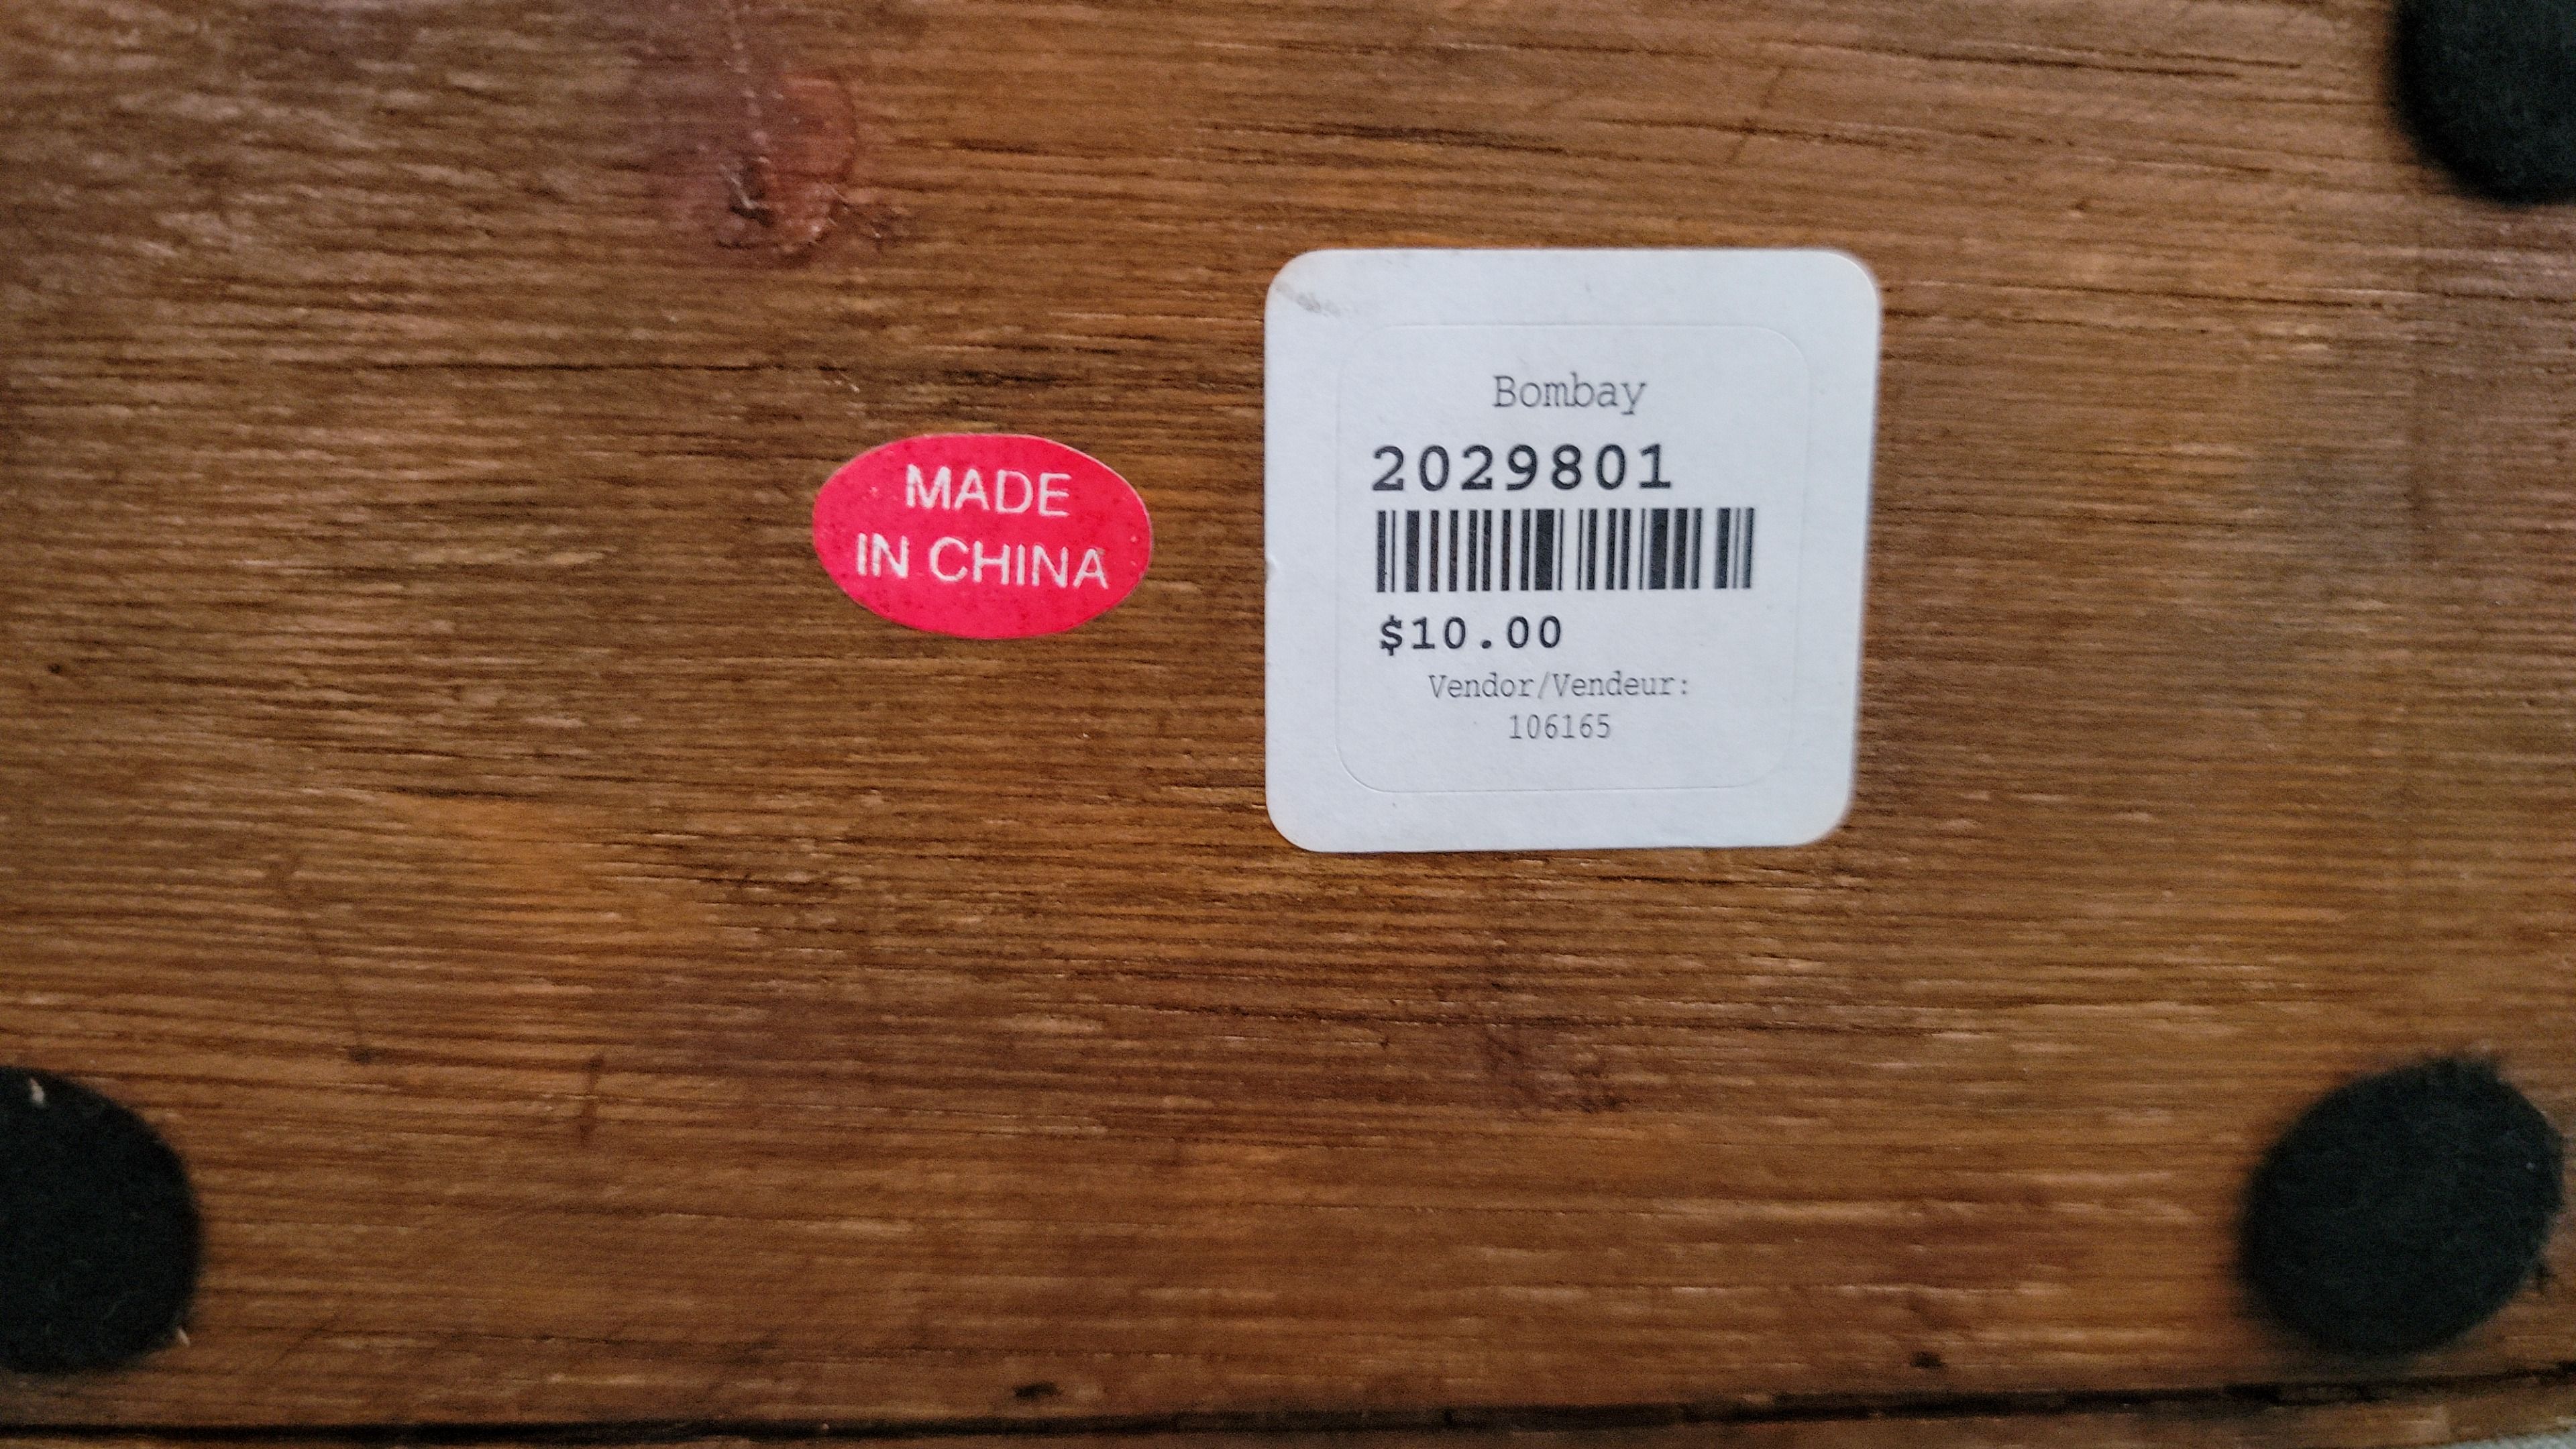 MADE
IN CHINA
Bombay
2029801
$10.00
Vendor/Vendeur:
106165